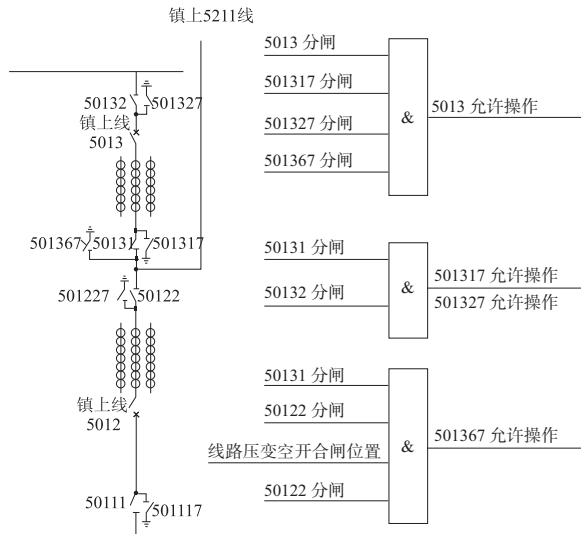 镇上5211线
50132
501327
镇上线
5013
501367
50131
501317
501227
50122
镇上线
5012
50111
501117
5013 分闸
501317 分闸
501327 分闸
501367 分闸
&
5013 允许操作
50131 分闸
50132 分闸
&
501317 允许操作
501327 允许操作
50131 分闸
50122 分闸
线路压变空开合闸位置
50122 分闸
&
501367 允许操作